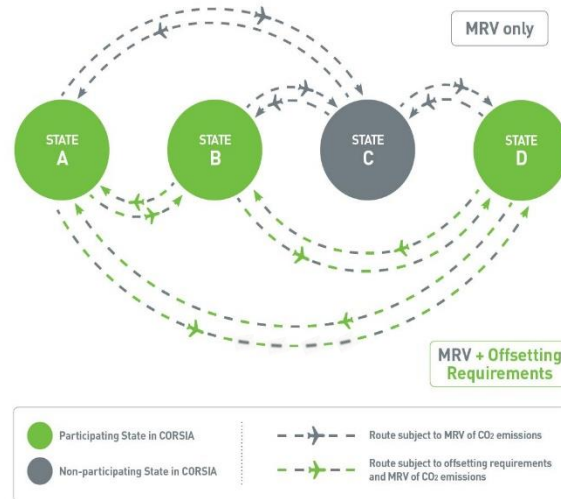 MRV only
STATE
A
STATE
B
STATE
C
STATE
D
MRV + Offsetting
Requirements
Participating State in CORSIA
Non-participating State in CORSIA
Route subject to MRV of CO₂ emissions
Route subject to offsetting requirements
and MRV of CO₂ emissions